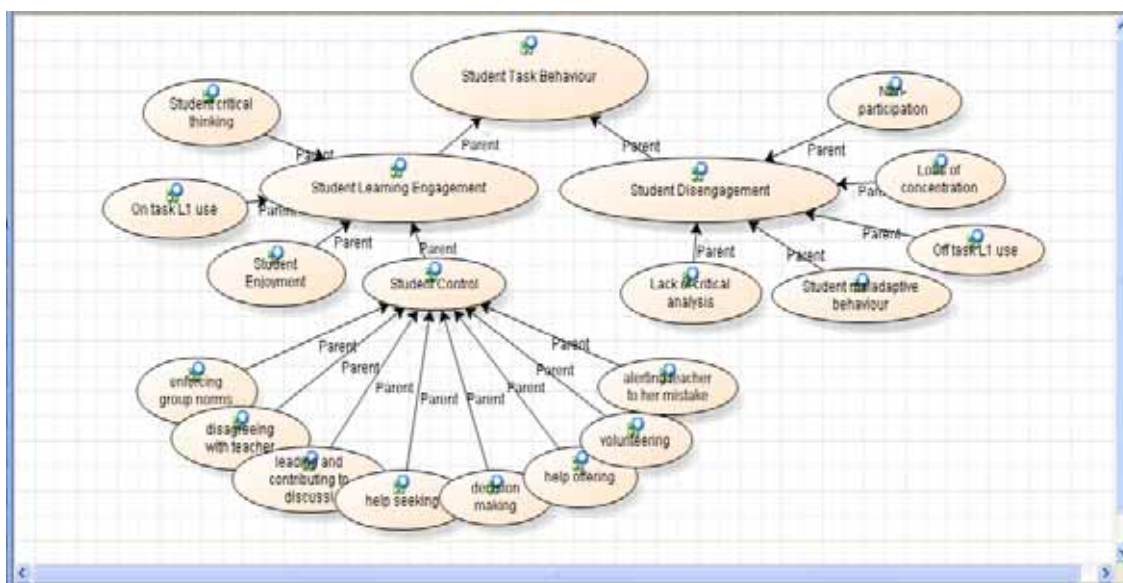 Student Task Behaviour
Student critical
thinking
Non-
participation
Parent
Parent
Parent
Parent
Student Learning Engagement
Student Disengagement
Loss of
concentration
Parent
On task L1 use
Parent
Parent
Off task L1 use
Parent
Parent
Parent
Parent
Student
Enjoyment
Student Control
Lack of critical
analysis
Student maladaptive
behaviour
Parent
Parent
Parent
Parent
Parent
Parent
Parent
Parent
enforcing
group norms
alerting teacher
to her mistake
disagreeing
with teacher
volunteering
leading and
contributing to
discussi
help seeking
decision
making
help offering